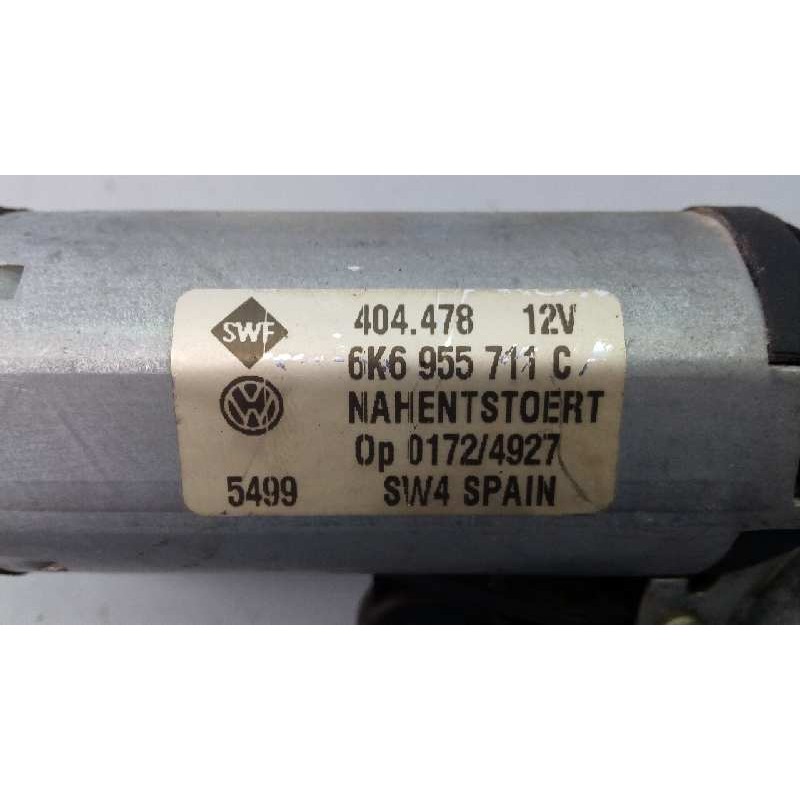 SWF 404.478 12V
6K6 955 711 C
NAHENTSTOERT
Op 0172/4927
5499 SW4 SPAIN